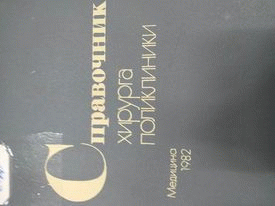 Справочник
хирурга
поликлиники
Медицина
1982